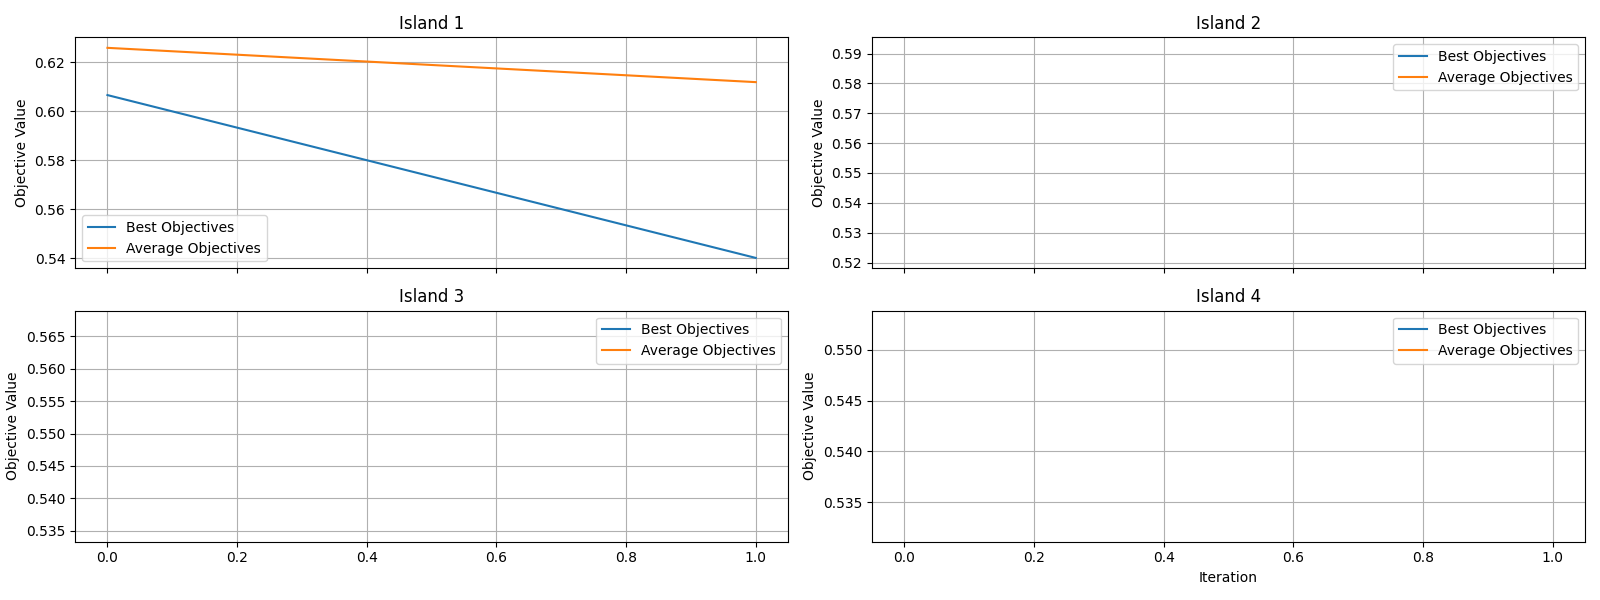 Island 1
Objective Value
0.62
0.60
0.58
0.56
0.54
Best Objectives
Average Objectives
Island 2
Objective Value
0.59
0.58
0.57
0.56
0.55
0.54
0.53
0.52
Best Objectives
Average Objectives
Island 3
Objective Value
0.565
0.560
0.555
0.550
0.545
0.540
0.535
Best Objectives
Average Objectives
0.0 0.2 0.4 0.6 0.8 1.0
Island 4
Objective Value
0.550
0.545
0.540
0.535
Best Objectives
Average Objectives
0.0 0.2 0.4 0.6 0.8 1.0
Iteration